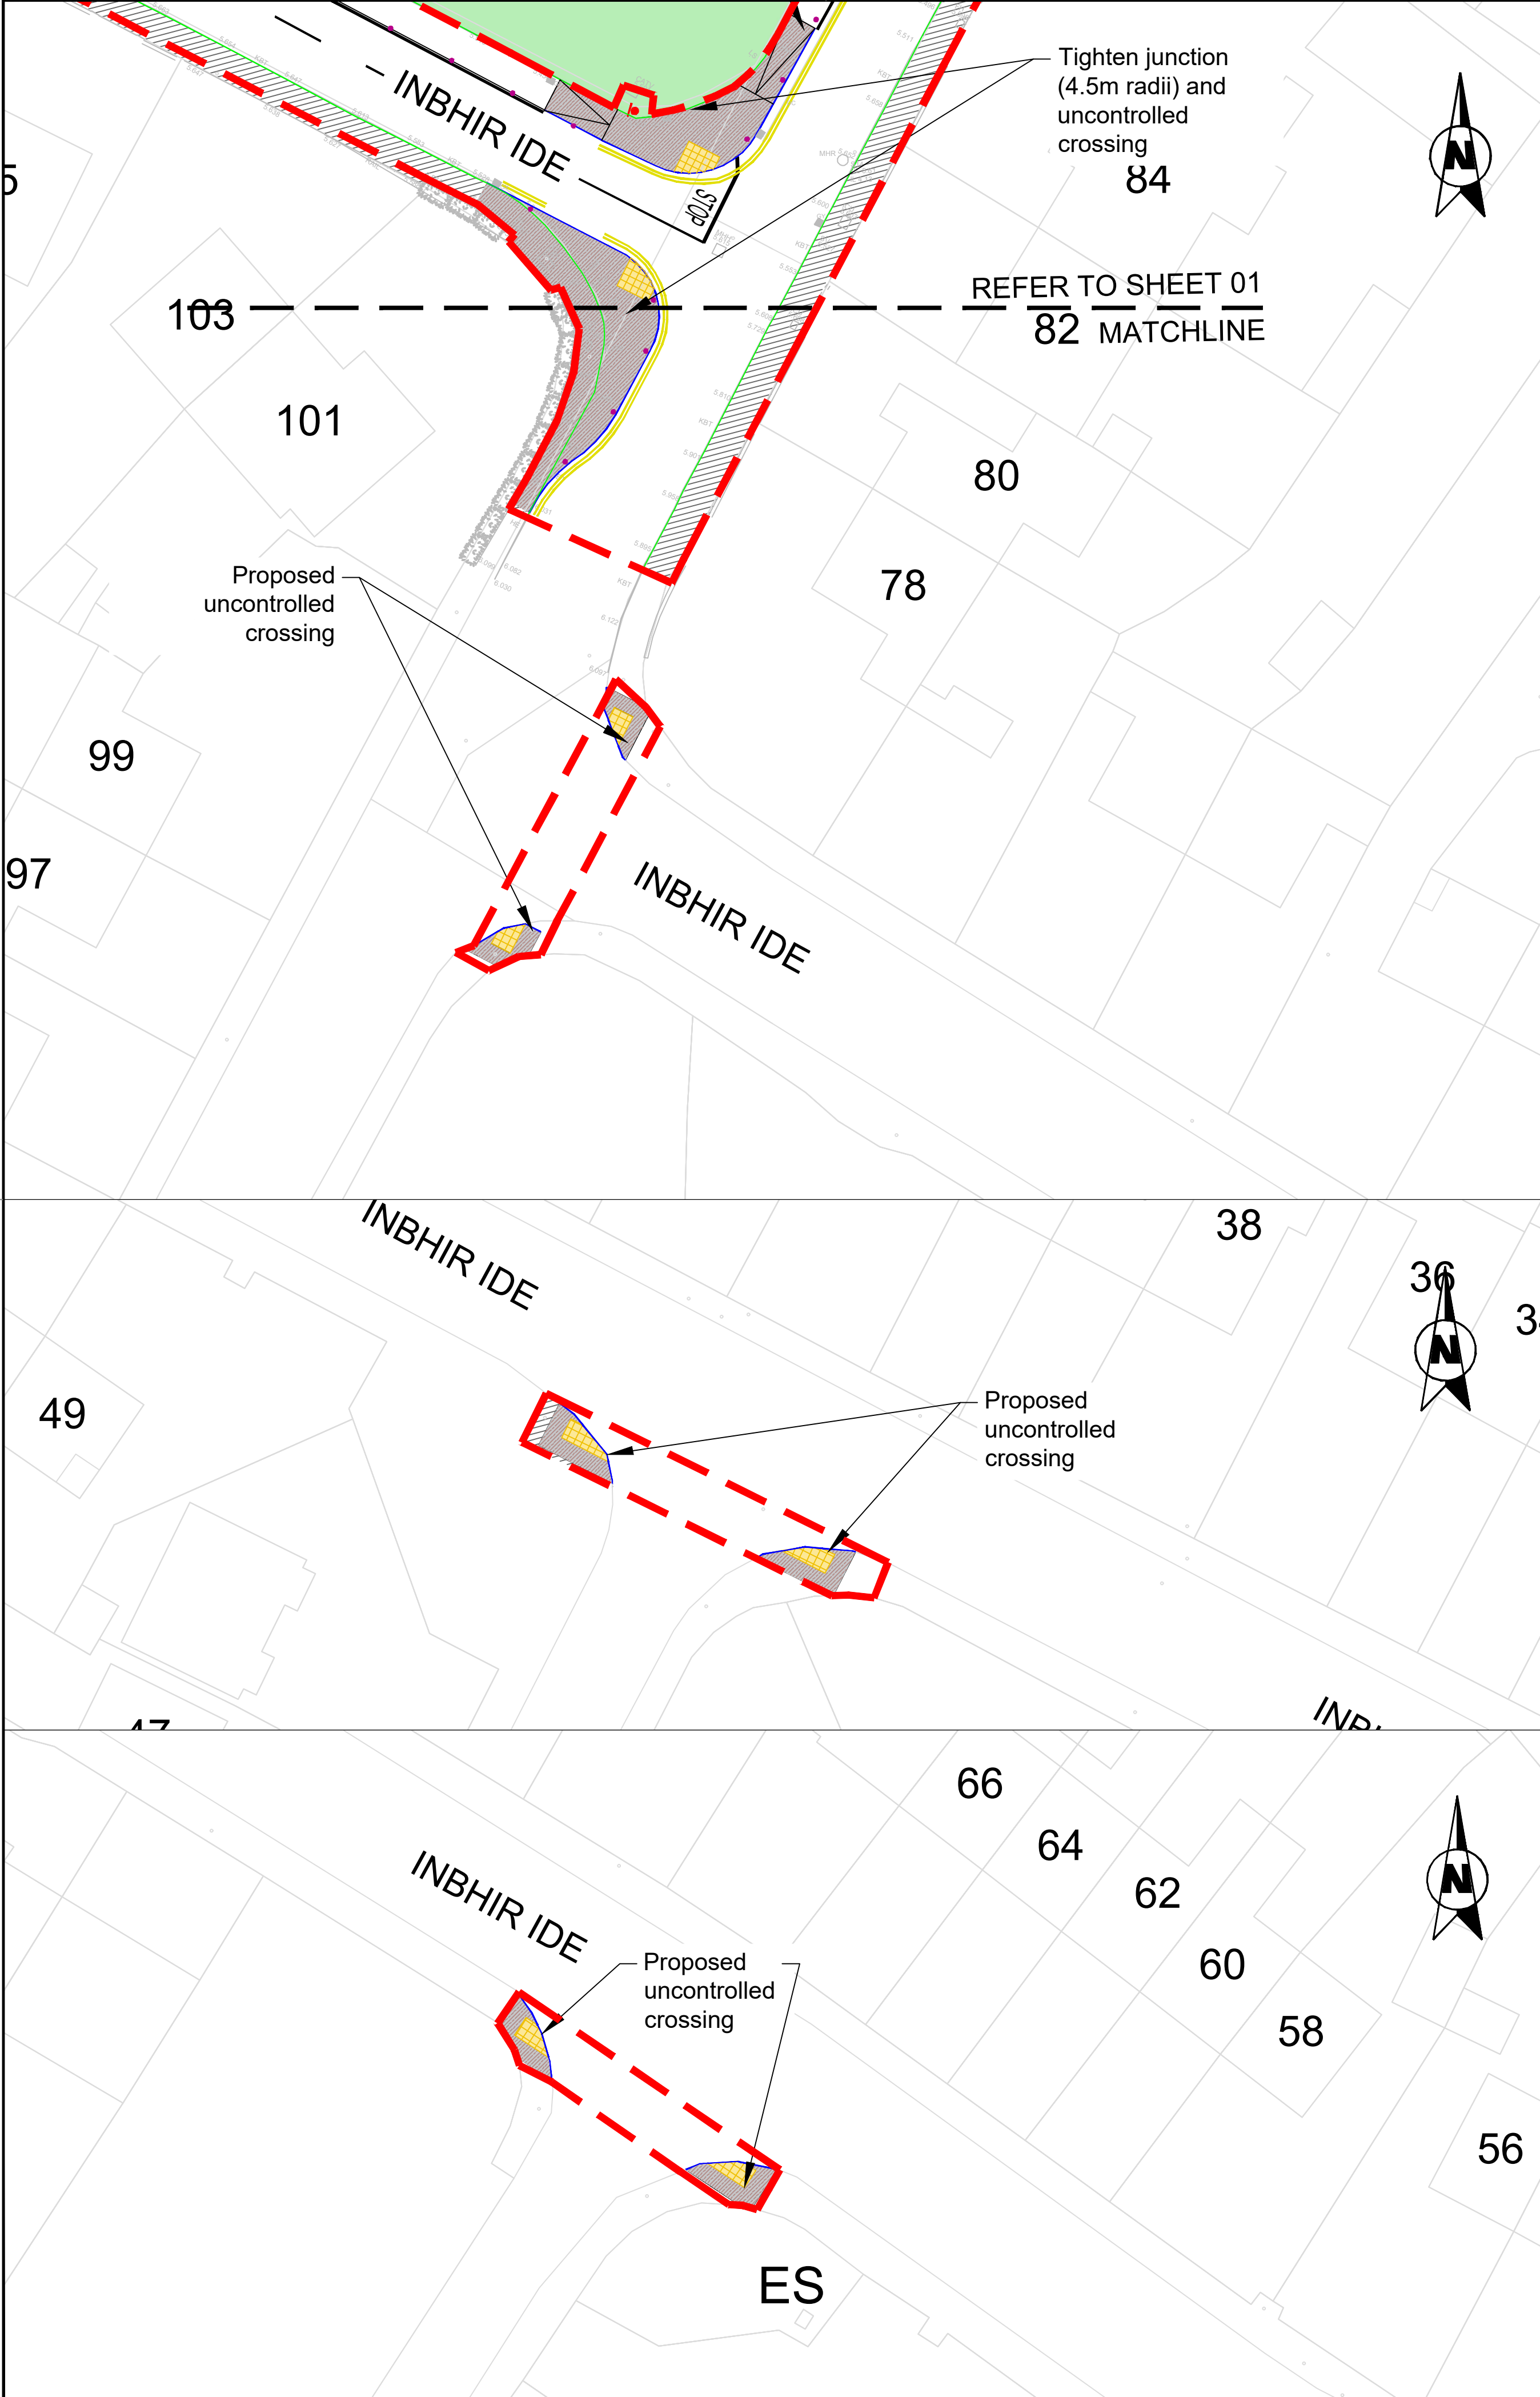 INBHIR IDE
Tighten junction
(4.5m radii) and
uncontrolled
crossing
N
84
STOP
REFER TO SHEET 01
103
82 MATCHLINE
101
80
Proposed
uncontrolled
crossing
78
99
97
INBHIR IDE
INBHIR IDE
38
36
N
49
Proposed
uncontrolled
crossing
47
66
64
INBHIR IDE
62
N
Proposed
uncontrolled
crossing
60
58
56
ES